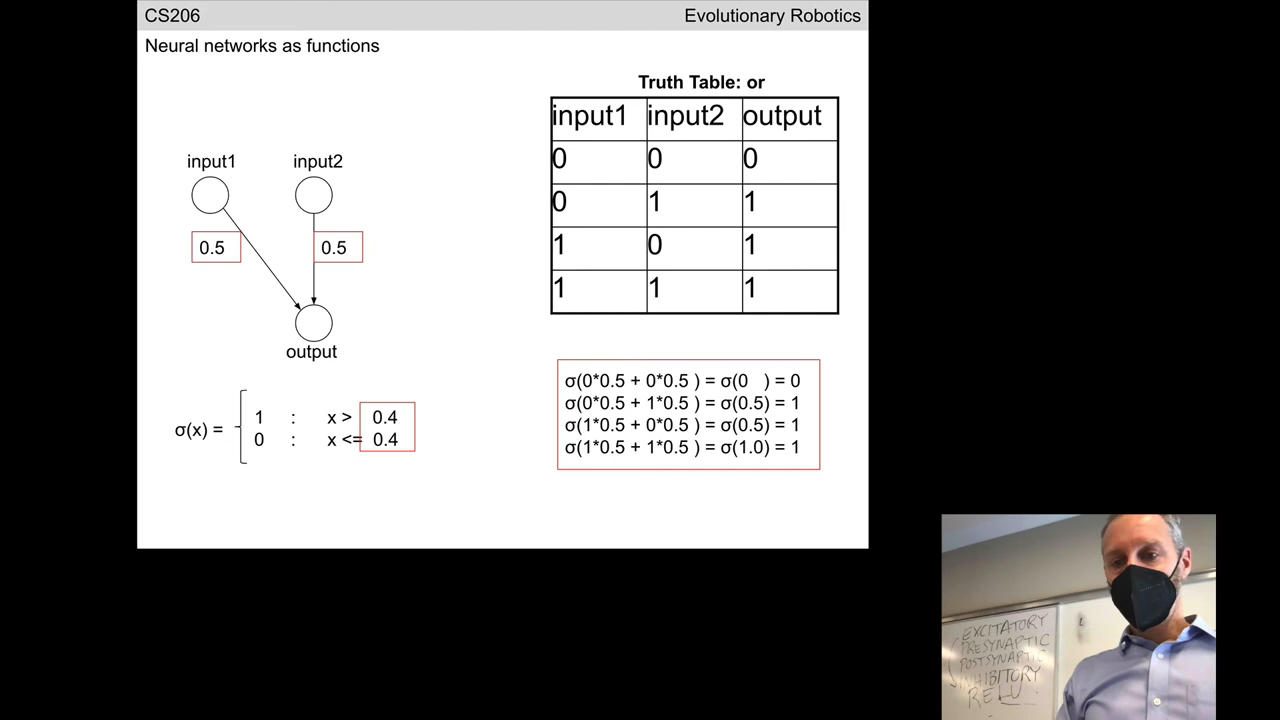 CS206 Evolutionary Robotics
Neural networks as functions
Truth Table: or
input1 input2 output
0 0 0
0 1 1
1 0 1
1 1 1
input1 input2
0.5 0.5
output
σ(x) =
1 : x > 0.4
0 : x <= 0.4
σ(0*0.5 + 0*0.5 ) = σ(0 ) = 0
σ(0*0.5 + 1*0.5 ) = σ(0.5) = 1
σ(1*0.5 + 0*0.5 ) = σ(0.5) = 1
σ(1*0.5 + 1*0.5 ) = σ(1.0) = 1
EXCITATORY
PRESYNAPTIC
POSTSYNAPTIC
INHIBITORY
RELU